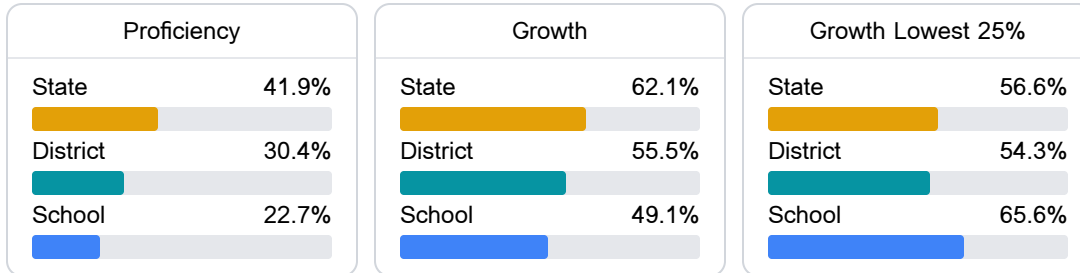 Proficiency
State 41.9%
District 30.4%
School 22.7%
Growth
State 62.1%
District 55.5%
School 49.1%
Growth Lowest 25%
State 56.6%
District 54.3%
School 65.6%